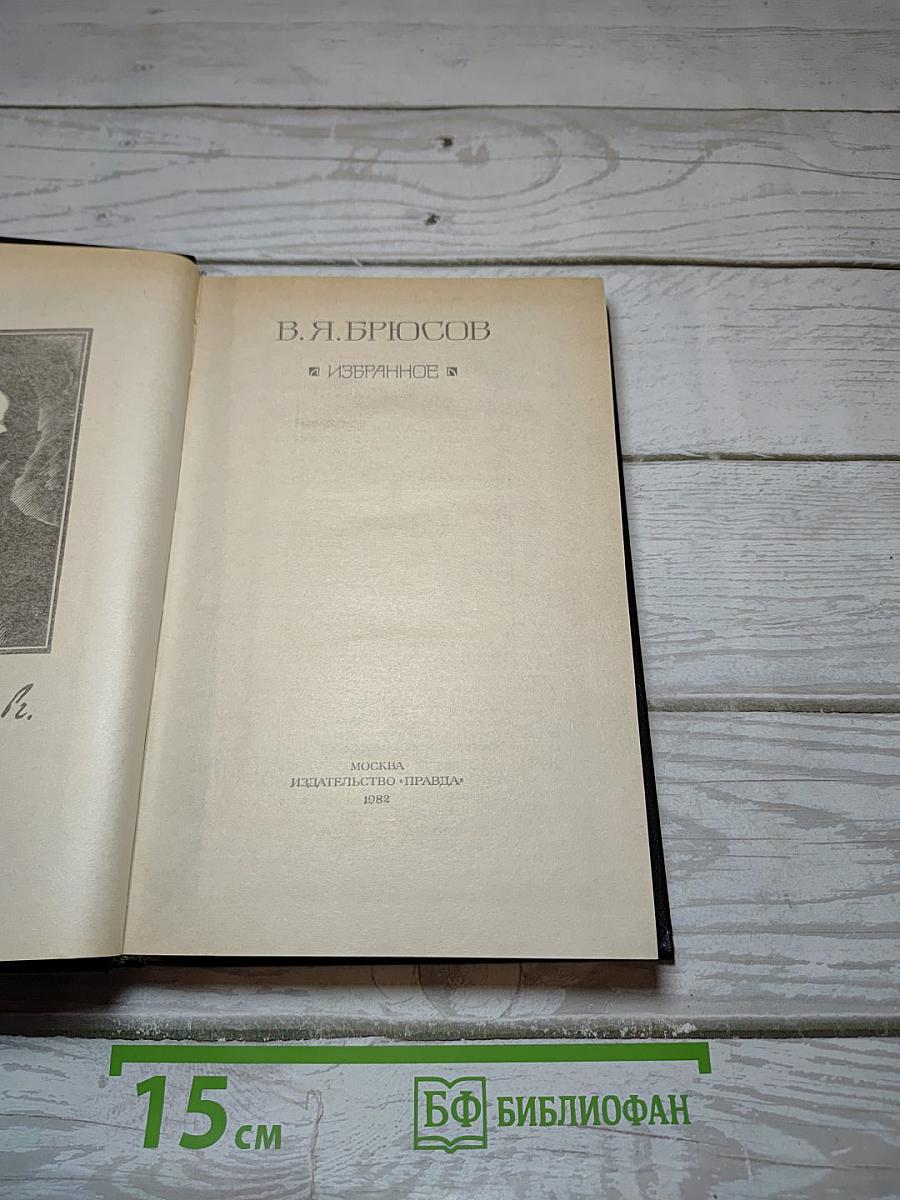 В.Я.БРЮСОВ
ИЗБРАННОЕ
МОСКВА
ИЗДАТЕЛЬСТВО «ПРАВДА»
1982
15 см
БФ БИБЛИОФАН